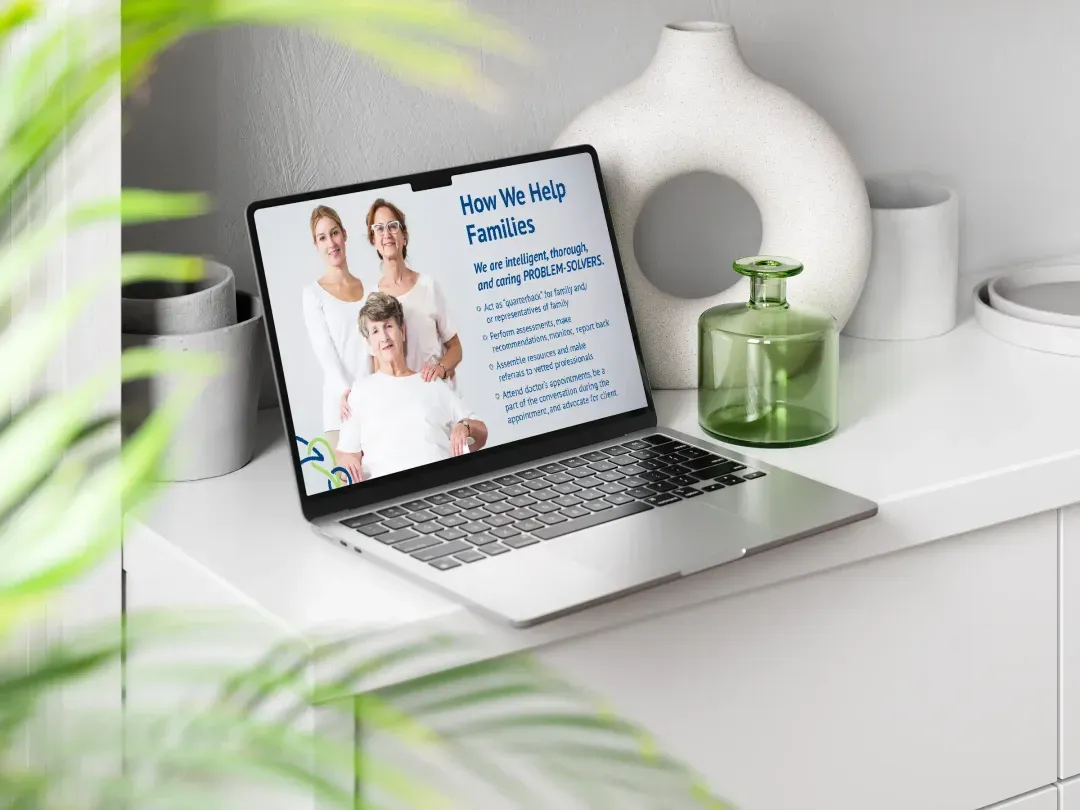 How We Help
Families
We are intelligent, thorough,
and caring PROBLEM-SOLVERS.
Act as "quarterback" for family and/
or representatives of family
Perform assessments, make
recommendations, monitor, report back
Assemble resources and make
referrals to vetted professionals
Attend doctor's appointments, be a
part of the conversation during the
appointment, and advocate for client.